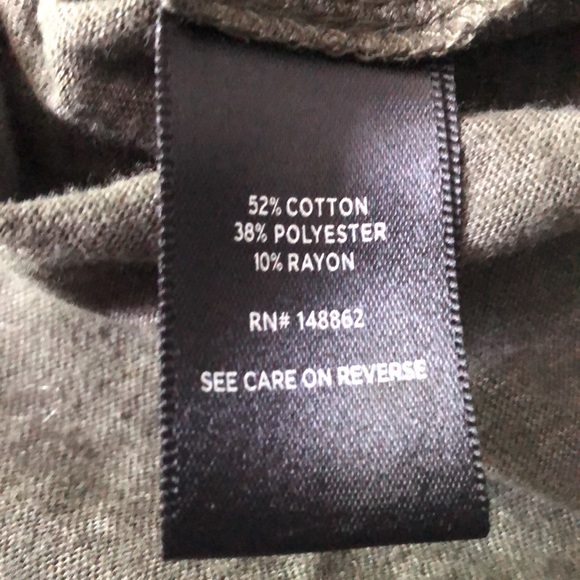 52% COTTON
38% POLYESTER
10% RAYON
RN# 148862
SEE CARE ON REVERSE